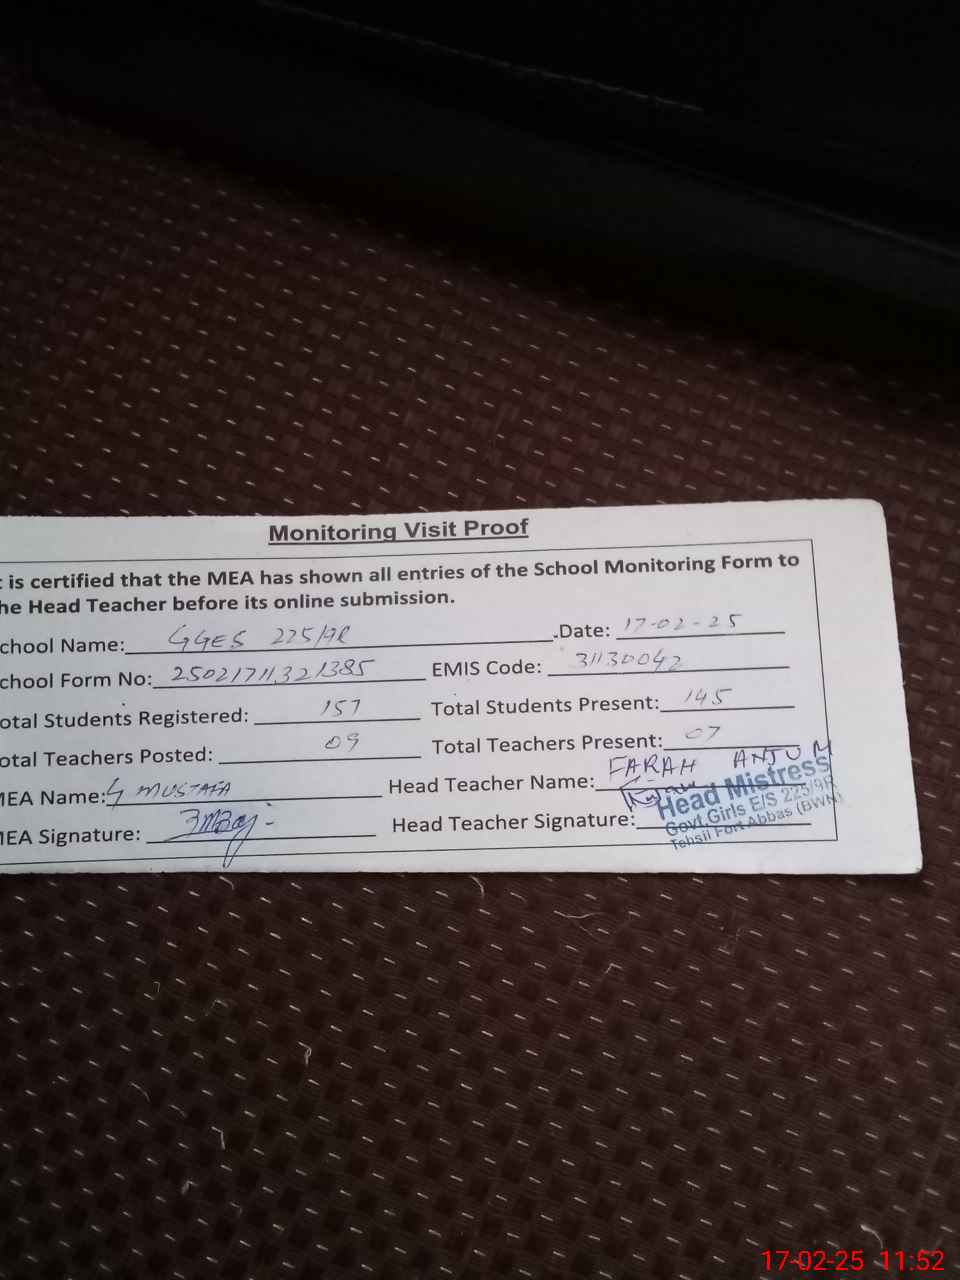 Monitoring Visit Proof
t is certified that the MEA has shown all entries of the School Monitoring Form to
he Head Teacher before its online submission.
chool Name: GGES 225/9R .Date: 17-02-25
chool Form No: 25021711321385 EMIS Code: 31130042
otal Students Registered: 157 Total Students Present: 145
otal Teachers Posted: 09 Total Teachers Present: 07
MEA Name: G MUSTAFA Head Teacher Name: FARAH ANJUM
MEA Signature: Head Teacher Signature:
Head Mistress
Govt.Girls E/S 225/9R
Tehsil Fort Abbas (BWN)
17-02-25 11:52